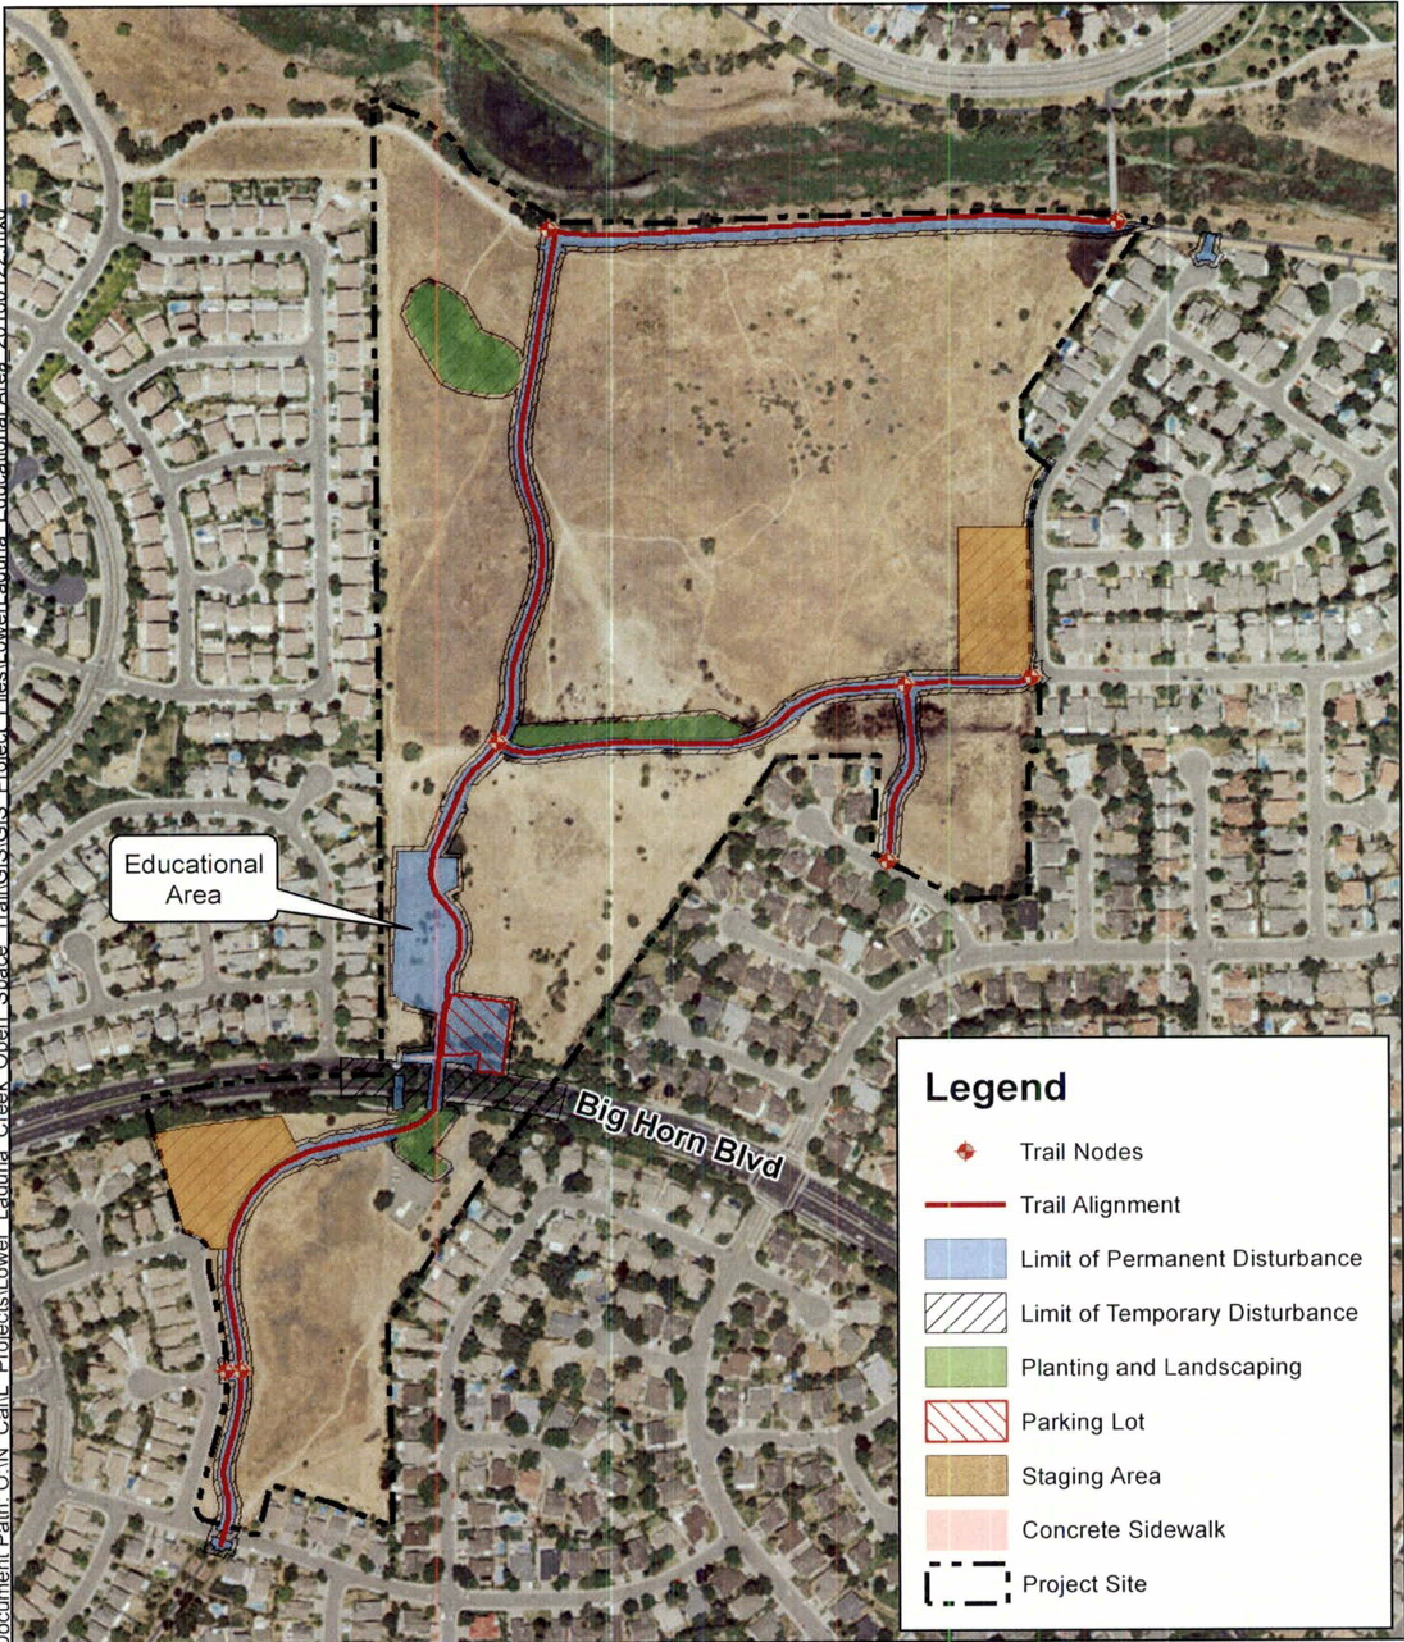 Educational
Area
Big Horn Blvd
Legend
Trail Nodes
Trail Alignment
Limit of Permanent Disturbance
Limit of Temporary Disturbance
Planting and Landscaping
Parking Lot
Staging Area
Concrete Sidewalk
Project Site